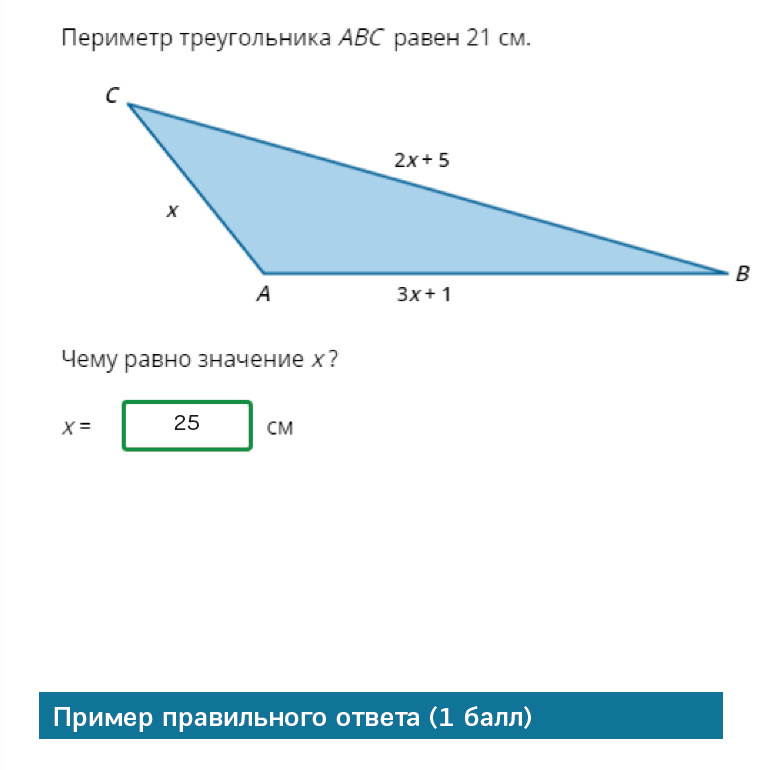 Периметр треугольника ABC равен 21 см.
C
2x + 5
x
B
A
3x + 1
Чему равно значение x?
x = 25 см
Пример правильного ответа (1 балл)